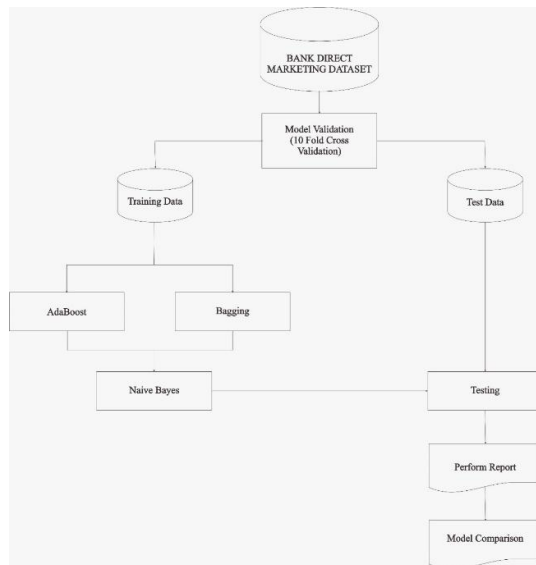 BANK DIRECT
MARKETING DATASET
Model Validation
(10 Fold Cross
Validation)
Training Data
Test Data
AdaBoost
Bagging
Naive Bayes
Testing
Perform Report
Model Comparison